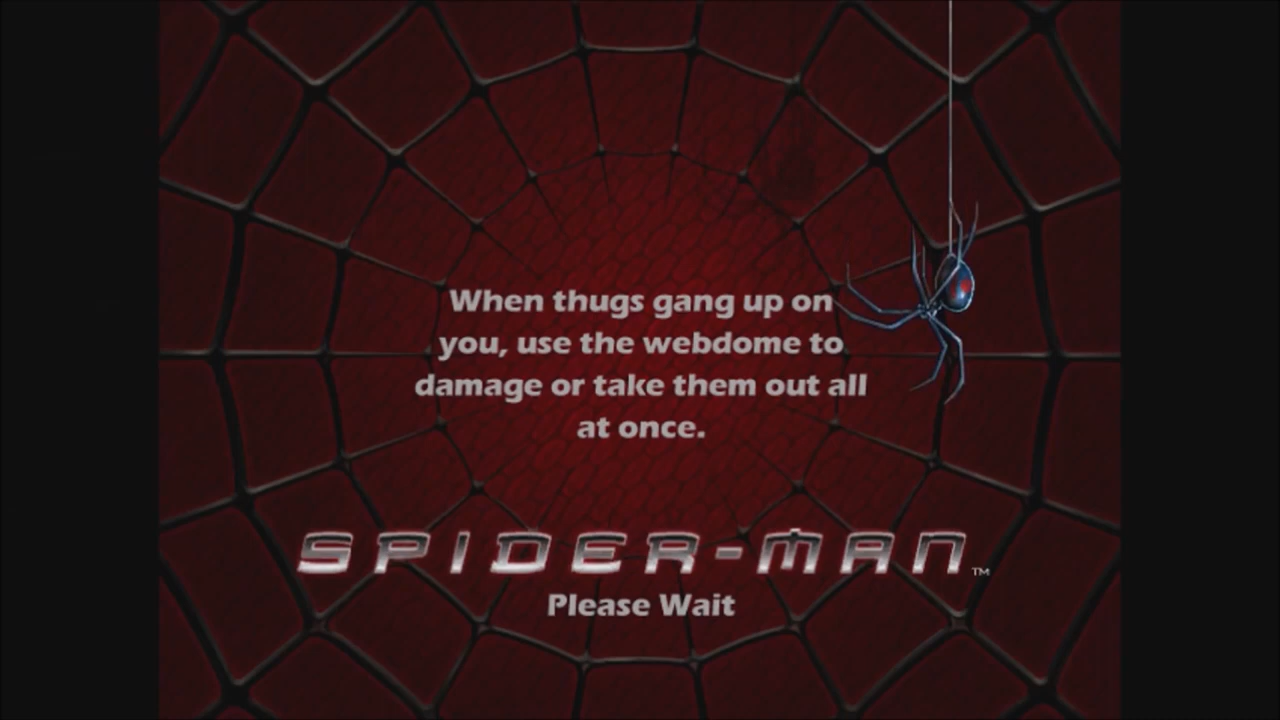 When thugs gang up on
you, use the webdome to
damage or take them out all
at once.
SPIDER-MAN™
Please Wait